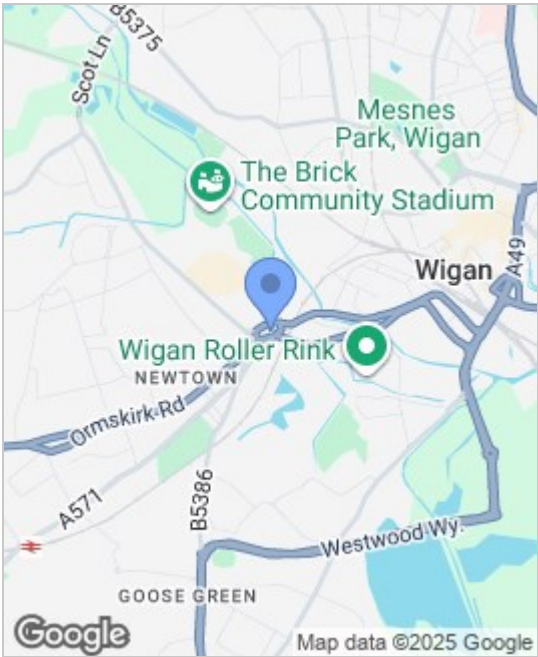 B5375
Scot Ln
Mesnes
Park, Wigan
The Brick
Community Stadium
A49
Wigan
Wigan Roller Rink
NEWTOWN
Ormskirk Rd
A571
B5386
Westwood Wy.
GOOSE GREEN
Google
Map data ©2025 Google